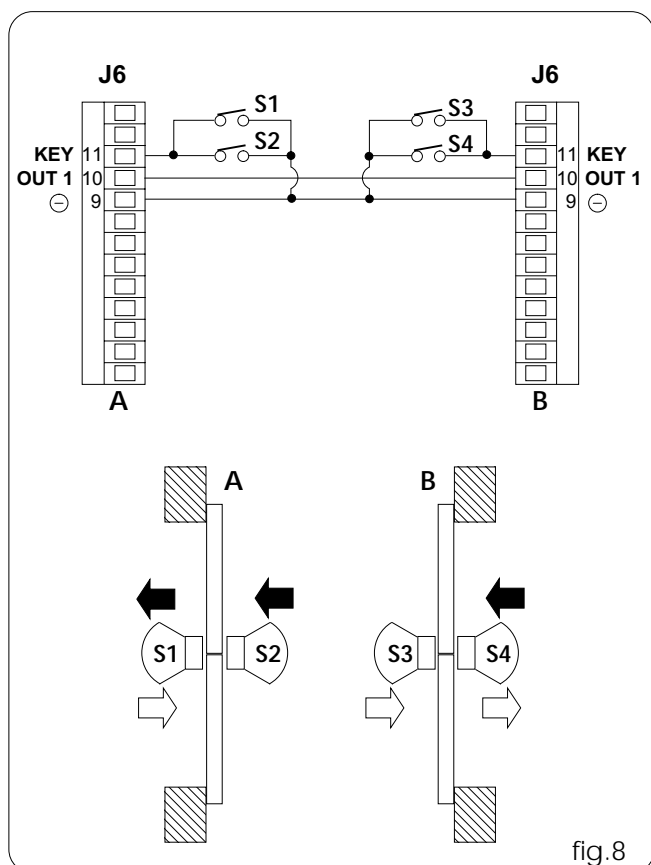 J6 J6
S1 S3
KEY 11 S2 S4 11 KEY
OUT 1 10 10 OUT 1
⊖ 9 9 ⊖
A B
A B
S1 S2 S3 S4
fig.8